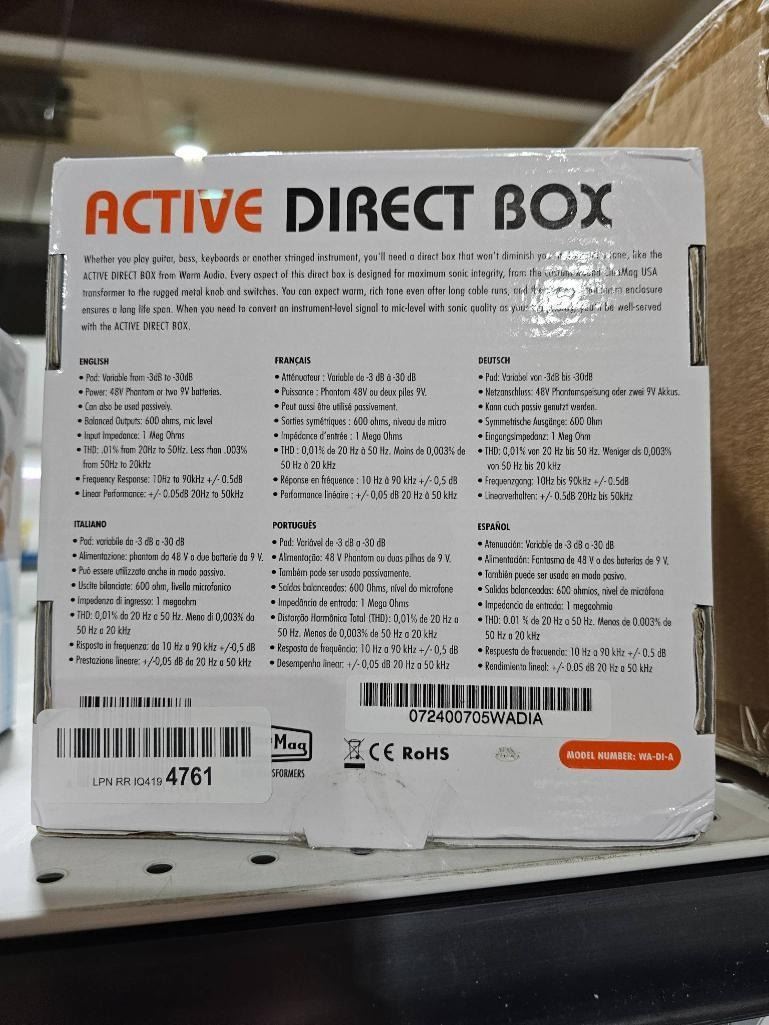 ACTIVE DIRECT BOX
Whether you play guitar, bass, keyboards or another stringed instrument, you'll need a direct box that won't diminish tone, like the
ACTIVE DIRECT BOX from Warm Audio. Every aspect of this direct box is designed for maximum sonic integrity, from the USA
transformer to the rugged metal knob and switches. You can expect warm, rich tone even after long cable runs, and enclosure
ensures a long life span. When you need to convert an instrument-level signal to mic-level with sonic quality as be well-served
with the ACTIVE DIRECT BOX.
ENGLISH
• Pad: Variable from -3dB to -30dB
• Power: 48V Phantom or two 9V batteries.
• Can also be used passively.
• Balanced Outputs: 600 ohms, mic level
• Input Impedance: 1 Meg Ohms
• THD: .01% from 20Hz to 50Hz. Less than .003%
from 50Hz to 20kHz
• Frequency Response: 10Hz to 90kHz +/- 0.5dB
• Linear Performance: +/- 0.05dB 20Hz to 50kHz
FRANÇAIS
• Atténuateur : Variable de -3 dB à -30 dB
• Puissance : Phantom 48V ou deux piles 9V.
• Peut aussi être utilisé passivement.
• Sorties symétriques : 600 ohms, niveau de micro
• Impédance d'entrée : 1 Mega Ohms
• THD : 0,01% de 20 Hz à 50 Hz. Moins de 0,003% de
50 Hz à 20 kHz
• Réponse en fréquence : 10 Hz à 90 kHz +/- 0,5 dB
• Performance linéaire : +/- 0,05 dB 20 Hz à 50 kHz
DEUTSCH
• Pad: Variabel von -3dB bis -30dB
• Netzanschluss: 48V Phantomspeisung oder zwei 9V Akkus.
• Kann auch passiv genutzt werden.
• Symmetrische Ausgänge: 600 Ohm
• Eingangsimpedanz: 1 Meg Ohm
• THD: 0,01% von 20 Hz bis 50 Hz. Weniger als 0,003%
von 50 Hz bis 20 kHz
• Frequenzgang: 10Hz bis 90kHz +/- 0.5dB
• Linearverhalten: +/- 0.5dB 20Hz bis 50kHz
ITALIANO
• Pad: variabile da -3 dB a -30 dB
• Alimentazione: phantom da 48 V o due batterie da 9 V.
• Può essere utilizzato anche in modo passivo.
• Uscite bilanciate: 600 ohm, livello microfonico
• Impedenza di ingresso: 1 megaohm
• THD: 0,01% da 20 Hz a 50 Hz. Meno di 0,003% da
50 Hz a 20 kHz
• Risposta in frequenza: da 10 Hz a 90 kHz +/-0,5 dB
• Prestazione lineare: +/-0,05 dB da 20 Hz a 50 kHz
PORTUGUÊS
• Pad: Variável de -3 dB a -30 dB
• Alimentação: 48 V Phantom ou duas pilhas de 9 V.
• Também pode ser usado passivamente.
• Saídas balanceadas: 600 Ohms, nível do microfone
• Impedância de entrada: 1 Mega Ohms
• Distorção Harmônica Total (THD): 0,01% de 20 Hz a
50 Hz. Menos de 0,003% de 50 Hz a 20 kHz
• Resposta de frequência: 10 Hz a 90 kHz +/- 0,5 dB
• Desempenho linear: +/- 0,05 dB 20 Hz a 50 kHz
ESPAÑOL
• Atenuación: Variable de -3 dB a -30 dB
• Alimentación: Fantasma de 48 V o dos baterías de 9 V.
• También puede ser usado en modo pasivo.
• Salidas balanceadas: 600 ohmios, nivel de micrófono
• Impedancia de entrada: 1 megaohmio
• THD: 0.01 % de 20 Hz a 50 Hz. Menos de 0.003% de
50 Hz a 20 kHz
• Respuesta de frecuencia: 10 Hz a 90 kHz +/- 0.5 dB
• Rendimiento lineal: +/- 0.05 dB 20 Hz a 50 kHz
072400705WADIA
LPN RR IQ419 4761
Mag
CE RoHS
MODEL NUMBER: WA-DI-A